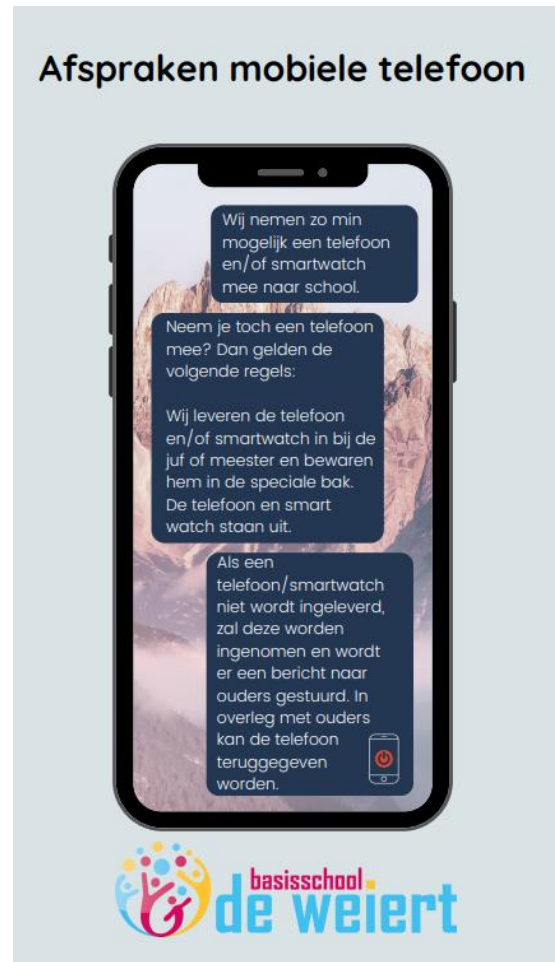 Afspraken mobiele telefoon
Wij nemen zo min
mogelijk een telefoon
en/of smartwatch
mee naar school.
Neem je toch een telefoon
mee? Dan gelden de
volgende regels:
Wij leveren de telefoon
en/of smartwatch in bij de
juf of meester en bewaren
hem in de speciale bak.
De telefoon en smart
watch staan uit.
Als een
telefoon/smartwatch
niet wordt ingeleverd,
zal deze worden
ingenomen en wordt
er een bericht naar
ouders gestuurd. In
overleg met ouders
kan de telefoon
teruggegeven
worden.
basisschool
de weiert